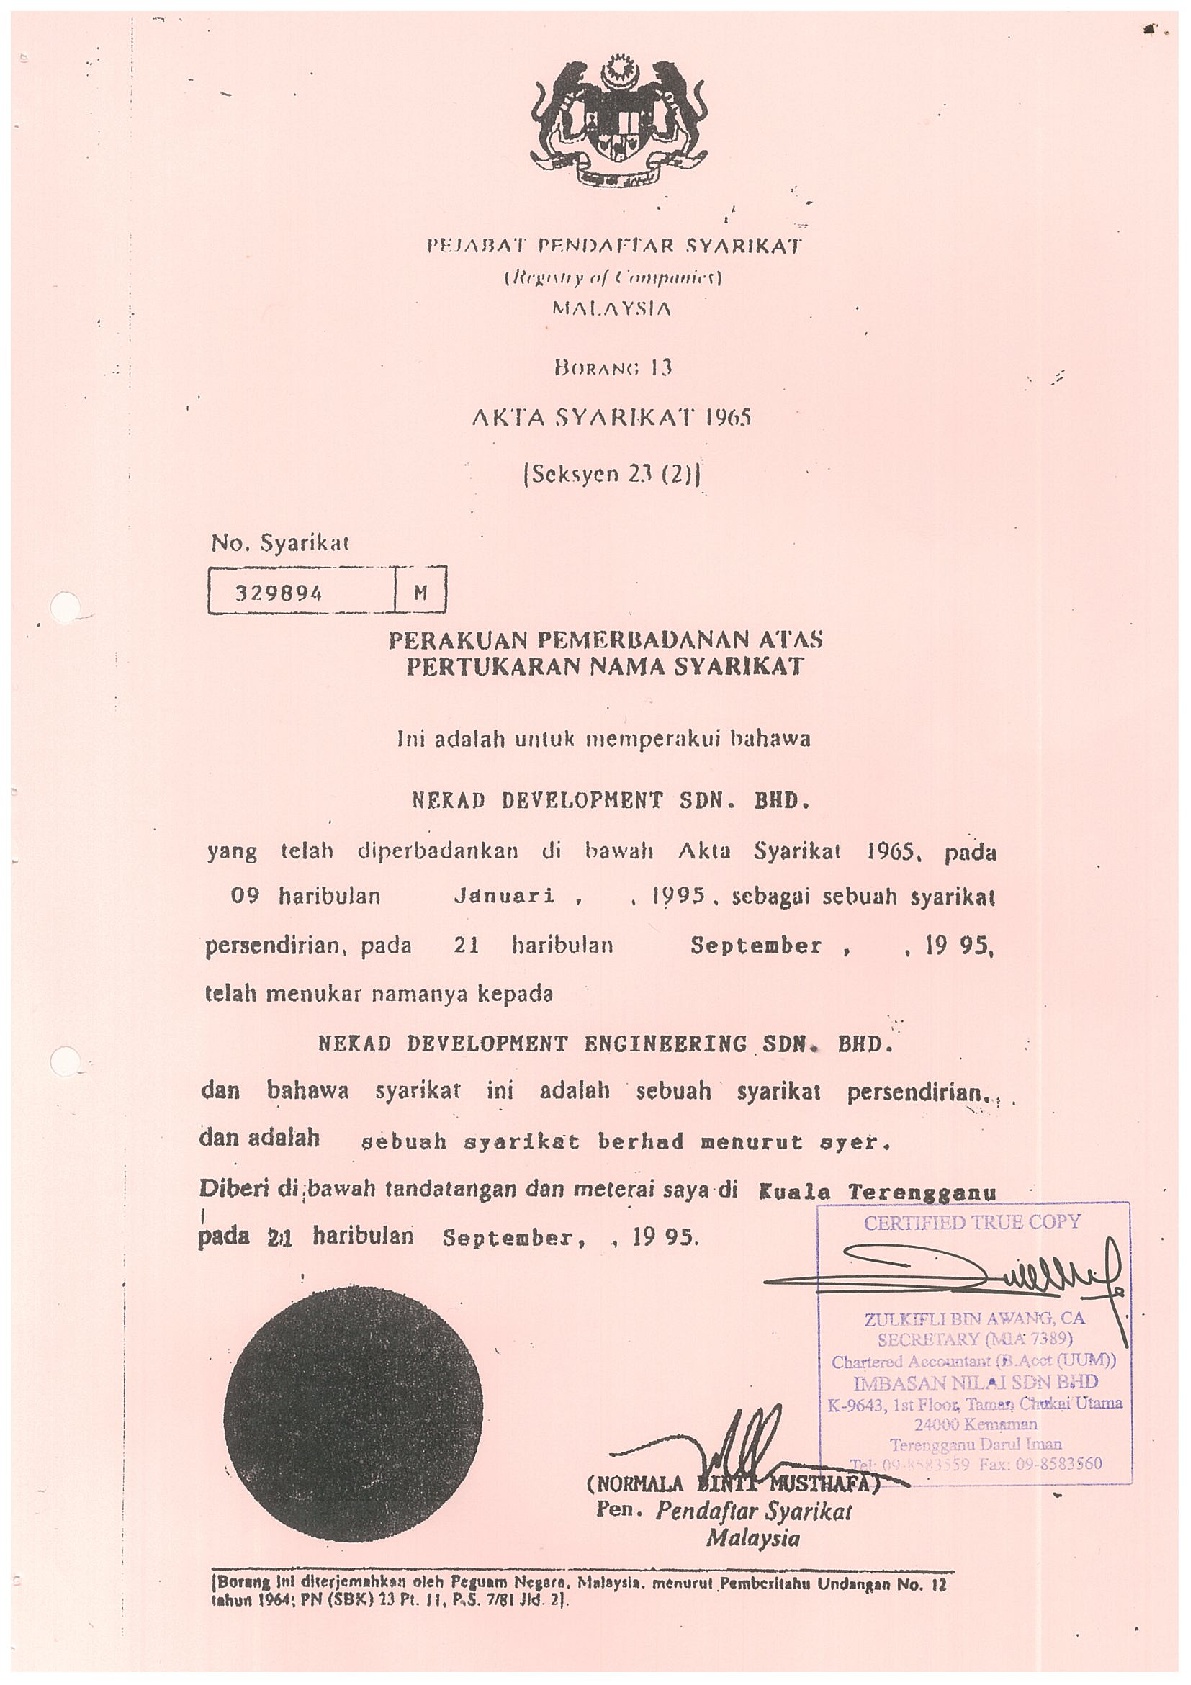 PEJABAT PENDAFTAR SYARIKAT
(Registry of Companies)
MALAYSIA
BORANG 13
AKTA SYARIKAT 1965
[Seksyen 23 (2)]
No. Syarikat
329894 M
PERAKUAN PEMERBADANAN ATAS
PERTUKARAN NAMA SYARIKAT
Ini adalah untuk memperakui bahawa
NEKAD DEVELOPMENT SDN. BHD.
yang telah diperbadankan di bawah Akta Syarikat 1965, pada
09 haribulan Januari , , 1995, sebagai sebuah syarikat
persendirian, pada 21 haribulan September , , 19 95,
telah menukar namanya kepada
NEKAD DEVELOPMENT ENGINEERING SDN. BHD.
dan bahawa syarikat ini adalah sebuah syarikat persendirian,
dan adalah sebuah syarikat berhad menurut syer.
Diberi di bawah tandatangan dan meterai saya di Kuala Terengganu
pada 21 haribulan September, , 19 95.
CERTIFIED TRUE COPY
ZULKIFLI BIN AWANG, CA
SECRETARY (MIA 7389)
Chartered Accountant (B.Acct (UUM))
IMBASAN NILAI SDN BHD
K-9643, 1st Floor, Taman Chukai Utama
24000 Kemaman
Terengganu Darul Iman
Tel: 09-8583559 Fax: 09-8583560
(NORMALA BINTI MUSTHAFA)
Pen. Pendaftar Syarikat
Malaysia
[Borang ini diterjemahkan oleh Peguam Negara, Malaysia, menurut Pemberitahu Undangan No. 12
tahun 1964; PN (SBK) 23 Pt. 11, P.S. 7/81 Jld. 2].